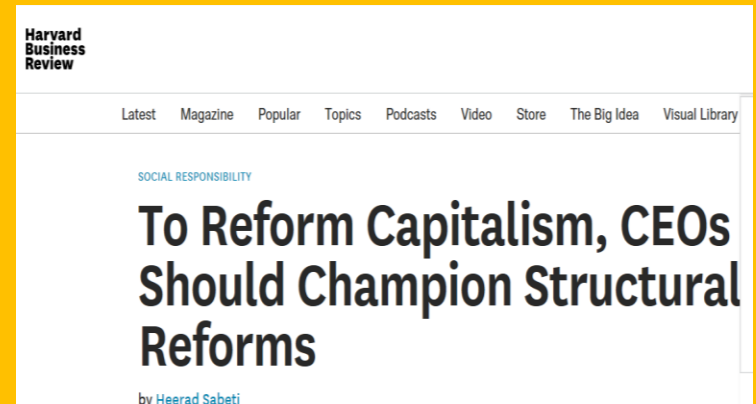 Harvard
Business
Review
Latest Magazine Popular Topics Podcasts Video Store The Big Idea Visual Library
SOCIAL RESPONSIBILITY
To Reform Capitalism, CEOs
Should Champion Structural
Reforms
by Heerad Sabeti